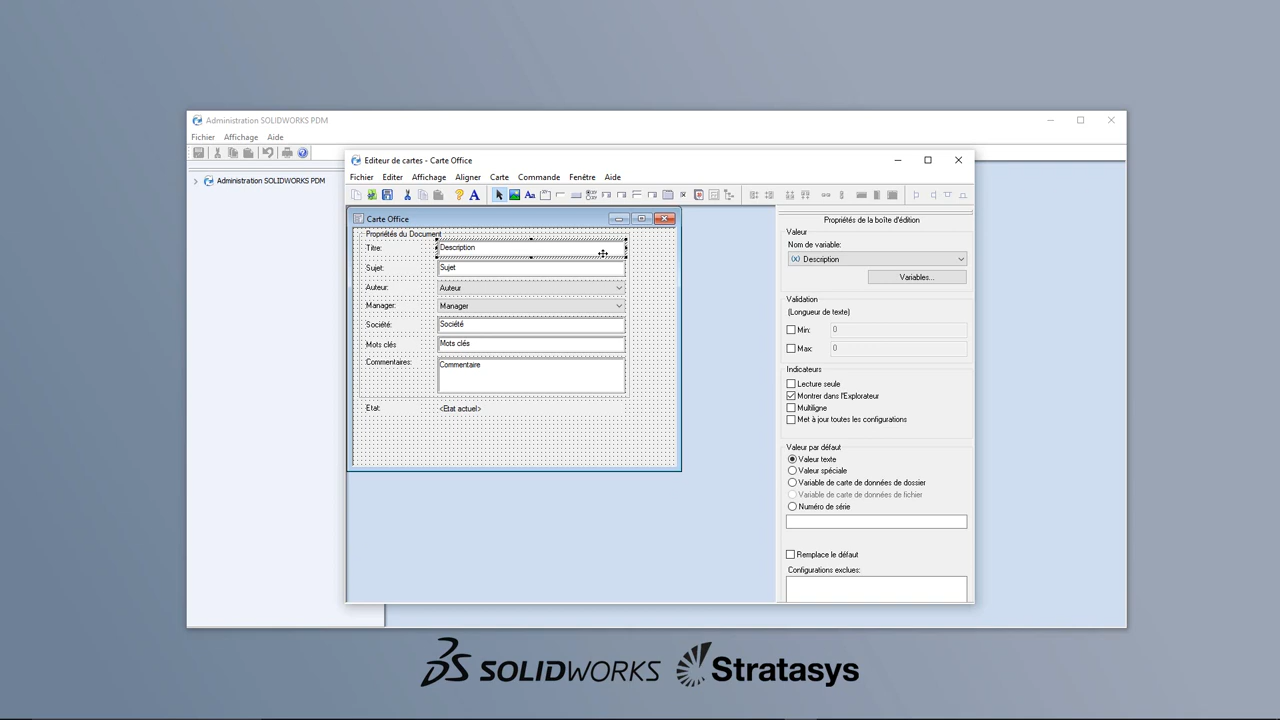 Administration SOLIDWORKS PDM
Fichier Affichage Aide
Administration SOLIDWORKS PDM
Editeur de cartes - Carte Office
Fichier Editer Affichage Aligner Carte Commande Fenêtre Aide
Carte Office
Propriétés du Document
Titre: Description
Sujet: Sujet
Auteur: Auteur
Manager: Manager
Société: Société
Mots clés Mots clés
Commentaires: Commentaire
Etat: <Etat actuel>
Propriétés de la boîte d'édition
Valeur
Nom de variable:
(x) Description
Variables...
Validation
(Longueur de texte)
Min: 0
Max: 0
Indicateurs
Lecture seule
Montrer dans l'Explorateur
Multiligne
Met à jour toutes les configurations
Valeur par défaut
Valeur texte
Valeur spéciale
Variable de carte de données de dossier
Variable de carte de données de fichier
Numéro de série
Remplace le défaut
Configurations exclues:
SOLIDWORKS Stratasys